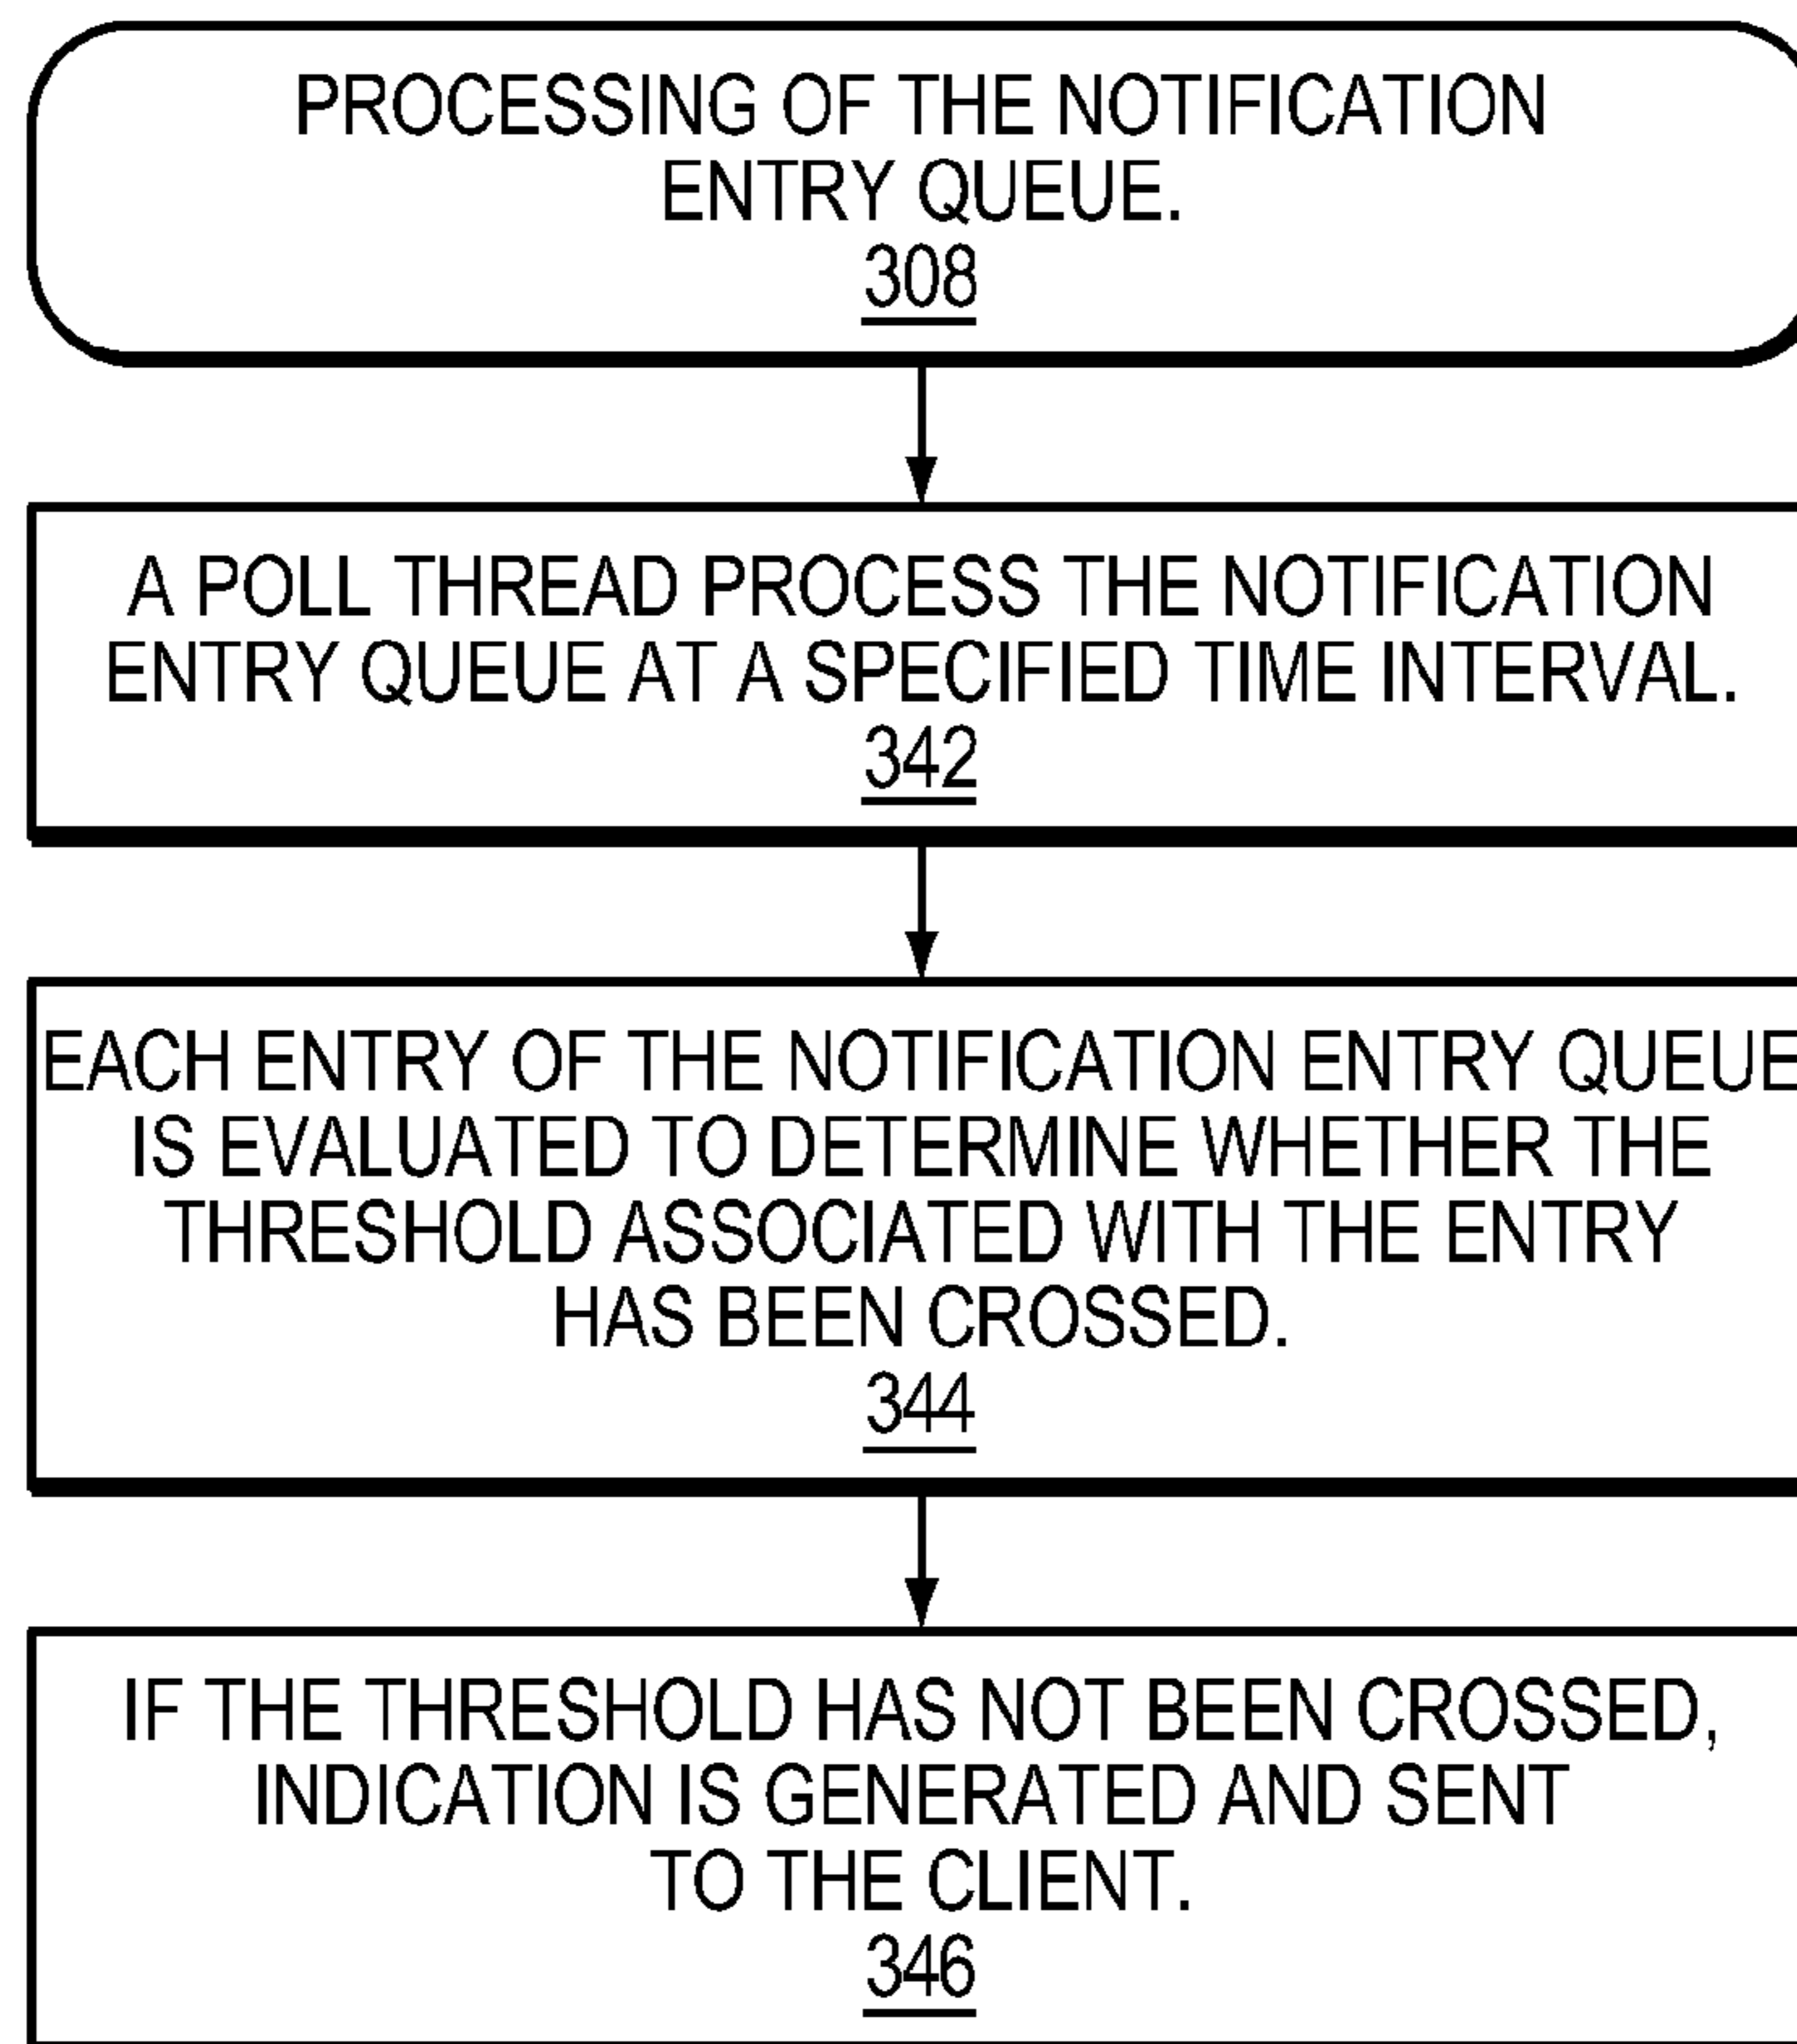 PROCESSING OF THE NOTIFICATION
ENTRY QUEUE.
308
A POLL THREAD PROCESS THE NOTIFICATION
ENTRY QUEUE AT A SPECIFIED TIME INTERVAL.
342
EACH ENTRY OF THE NOTIFICATION ENTRY QUEUE
IS EVALUATED TO DETERMINE WHETHER THE
THRESHOLD ASSOCIATED WITH THE ENTRY
HAS BEEN CROSSED.
344
IF THE THRESHOLD HAS NOT BEEN CROSSED,
INDICATION IS GENERATED AND SENT
TO THE CLIENT.
346